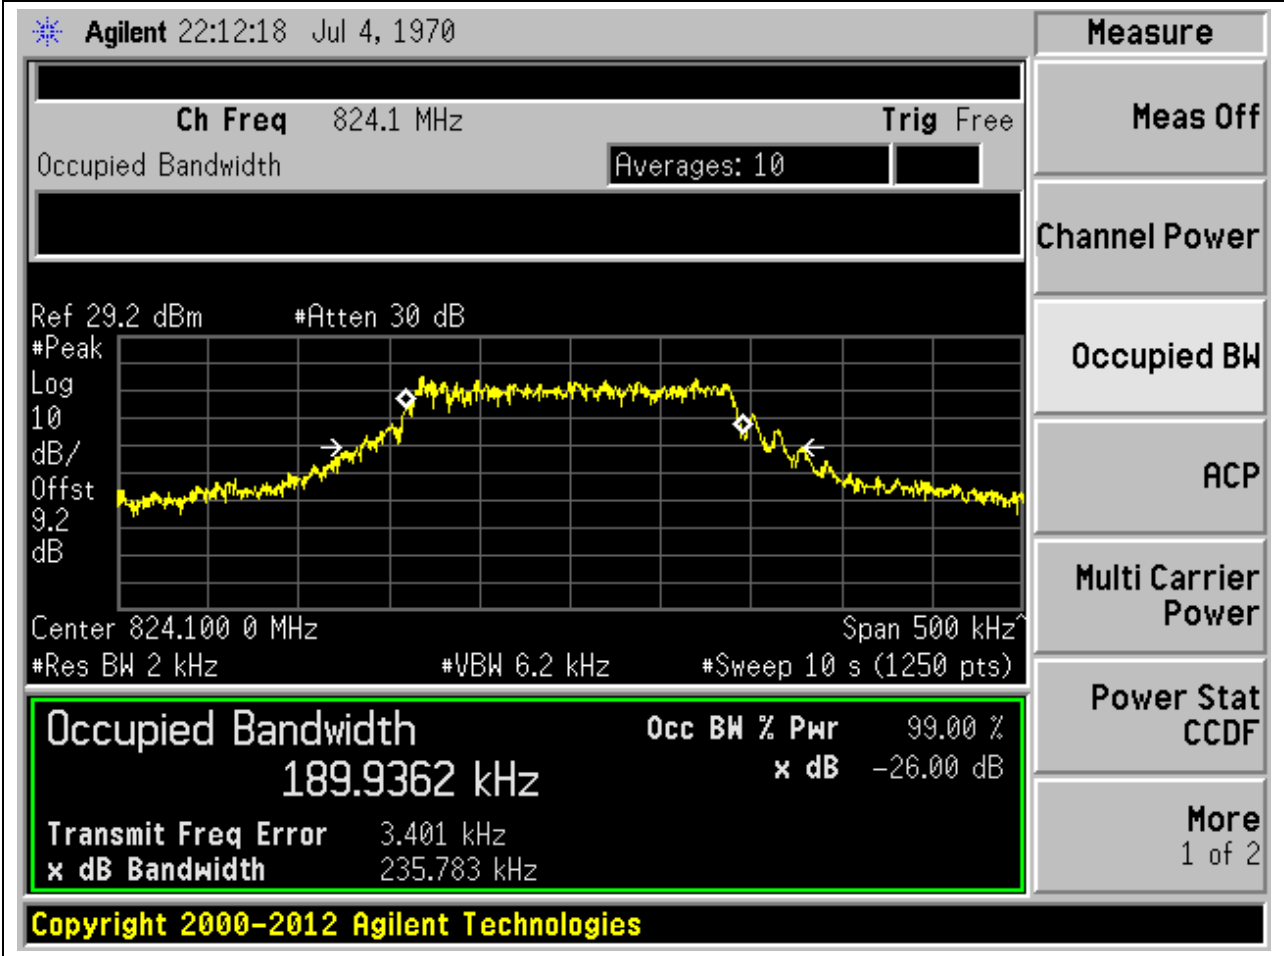 Agilent 22:12:18 Jul 4, 1970
Measure
Ch Freq 824.1 MHz Trig Free
Occupied Bandwidth Averages: 10
Meas Off
Channel Power
Occupied BW
ACP
Multi Carrier
Power
Power Stat
CCDF
More
1 of 2
Ref 29.2 dBm #Atten 30 dB
#Peak
Log
10
dB/
Offst
9.2
dB
Center 824.100 0 MHz Span 500 kHz^
#Res BW 2 kHz #VBW 6.2 kHz #Sweep 10 s (1250 pts)
Occupied Bandwidth
189.9362 kHz
Occ BW % Pwr 99.00 %
x dB -26.00 dB
Transmit Freq Error 3.401 kHz
x dB Bandwidth 235.783 kHz
Copyright 2000-2012 Agilent Technologies